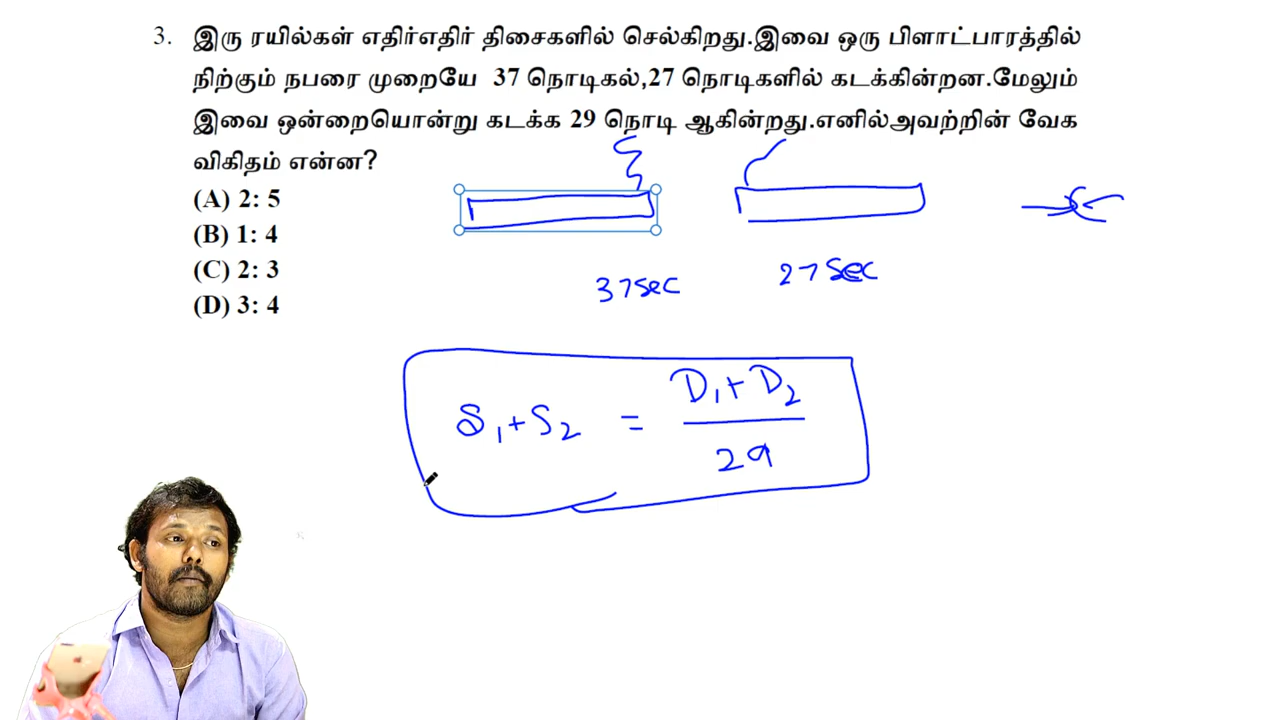 3. இரு ரயில்கள் எதிர்எதிர் திசைகளில் செல்கிறது.இவை ஒரு பிளாட்பாரத்தில்
நிற்கும் நபரை முறையே 37 நொடிகல்,27 நொடிகளில் கடக்கின்றன.மேலும்
இவை ஒன்றையொன்று கடக்க 29 நொடி ஆகின்றது.எனில்அவற்றின் வேக
விகிதம் என்ன?
(A) 2: 5
(B) 1: 4
(C) 2: 3
(D) 3: 4
37sec 27sec
S1+S2 = D1+D2
29